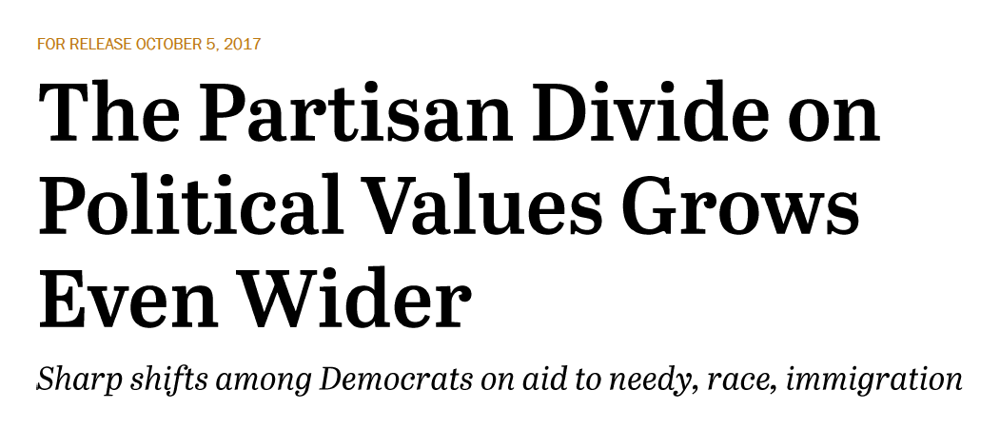 FOR RELEASE OCTOBER 5, 2017
The Partisan Divide on
Political Values Grows
Even Wider
Sharp shifts among Democrats on aid to needy, race, immigration